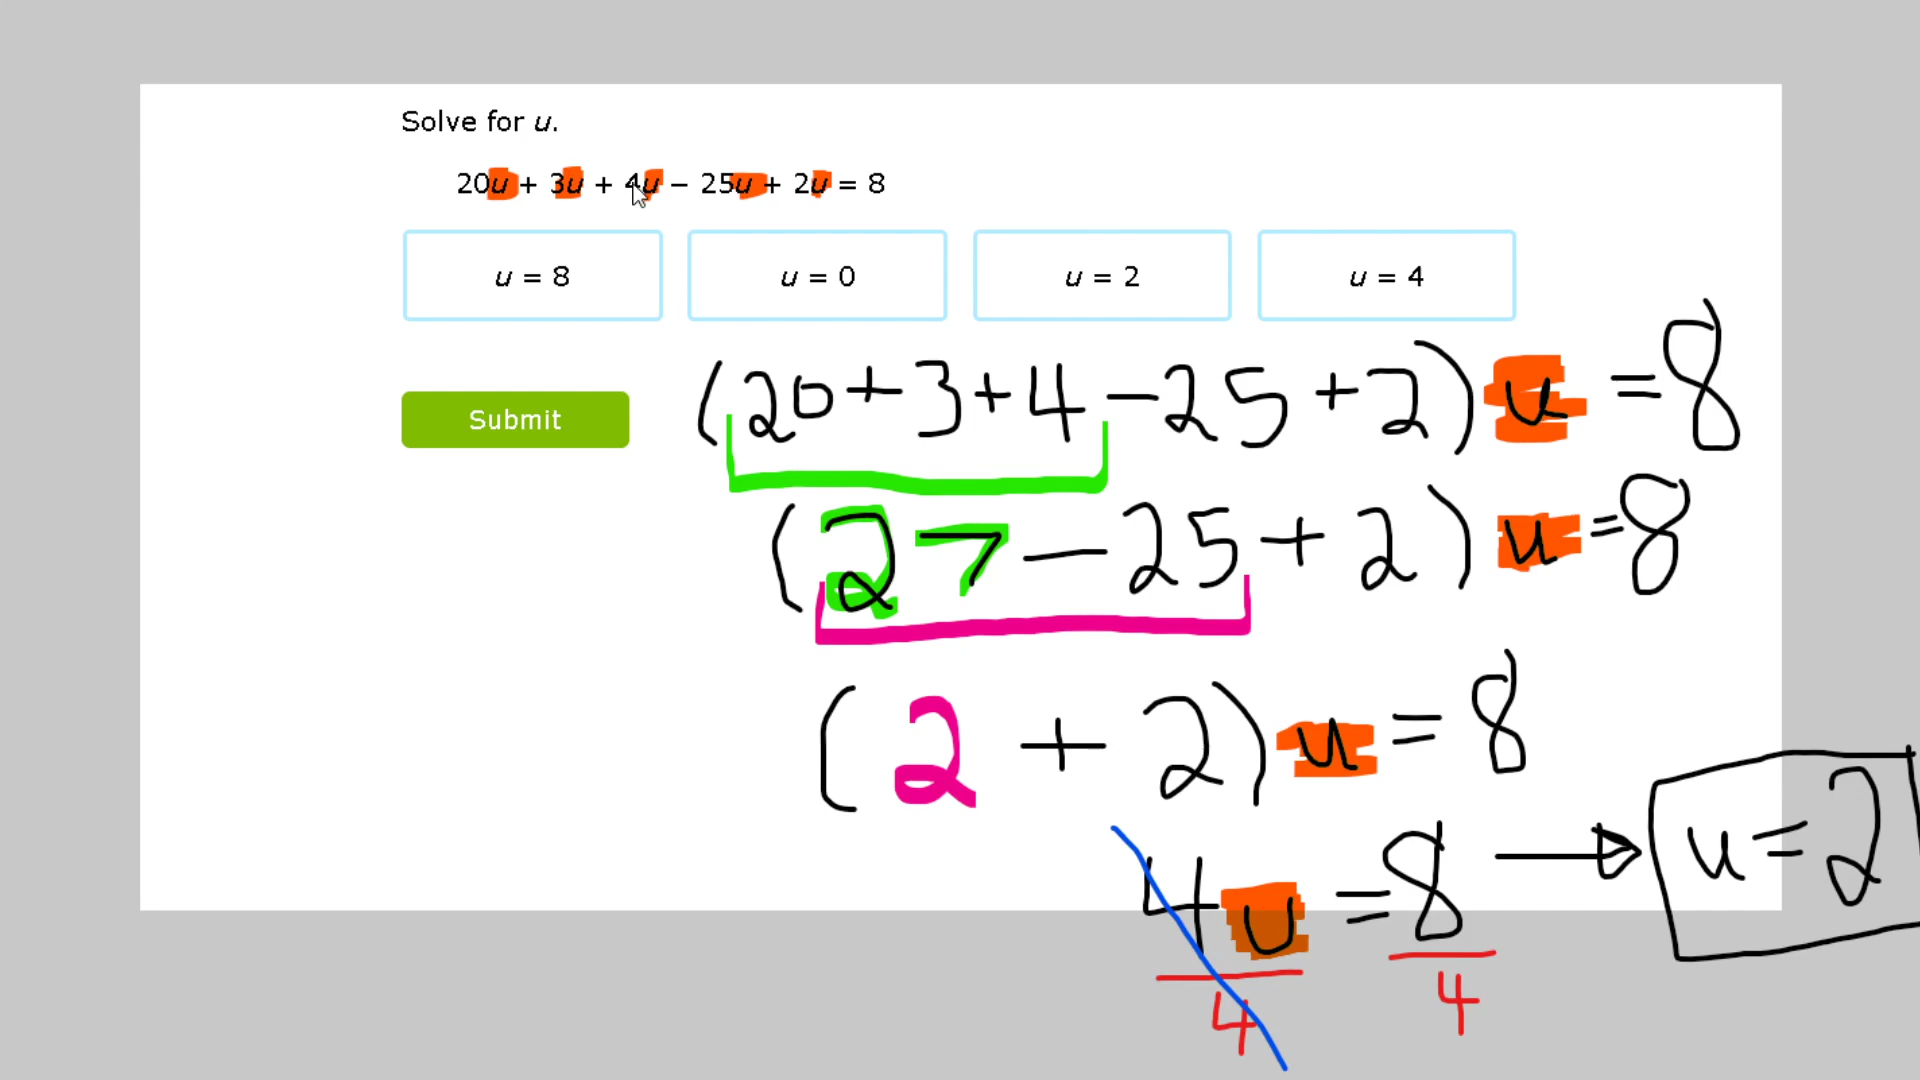 Solve for u.
20u + 3u + 4u − 25u + 2u = 8
u = 8
u = 0
u = 2
u = 4
Submit
(20+3+4−25+2)u = 8
(27−25+2)u = 8
(2 + 2)u = 8
4u = 8
4 4
u = 2